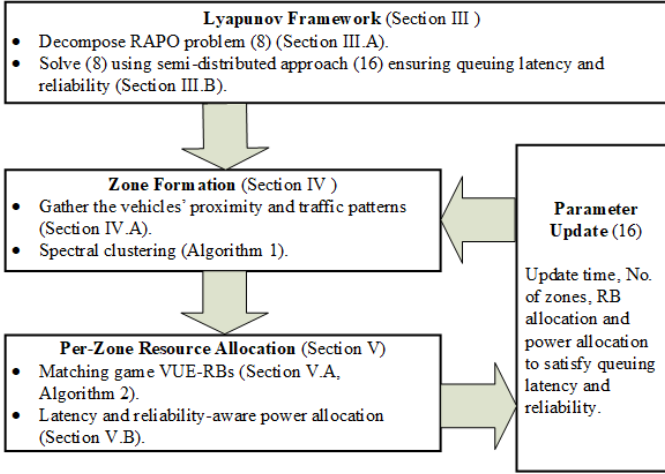 Lyapunov Framework (Section III )
• Decompose RAPO problem (8) (Section III.A).
• Solve (8) using semi-distributed approach (16) ensuring queuing latency and
reliability (Section III.B).
Zone Formation (Section IV )
• Gather the vehicles' proximity and traffic patterns
(Section IV.A).
• Spectral clustering (Algorithm 1).
Per-Zone Resource Allocation (Section V)
• Matching game VUE-RBs (Section V.A,
Algorithm 2).
• Latency and reliability-aware power allocation
(Section V.B).
Parameter
Update (16)
Update time, No.
of zones, RB
allocation and
power allocation
to satisfy queuing
latency and
reliability.